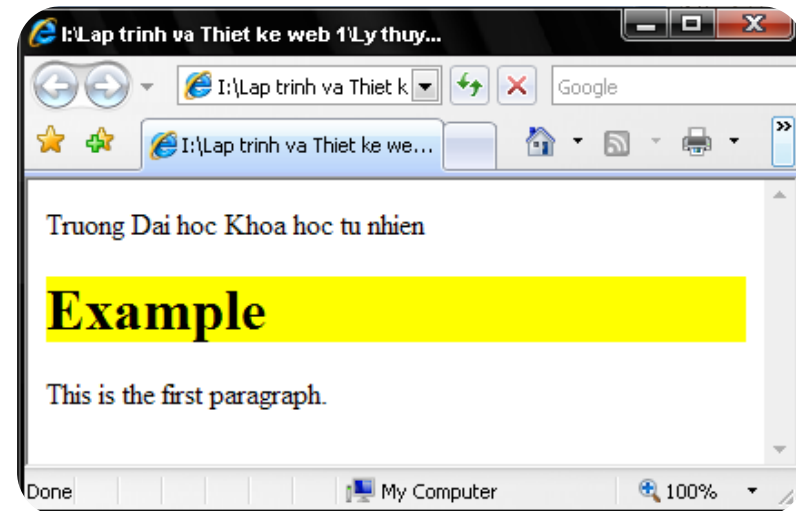 I:\Lap trinh va Thiet ke web 1\Ly thuy...
I:\Lap trinh va Thiet k
Google
I:\Lap trinh va Thiet ke we...
Truong Dai hoc Khoa hoc tu nhien
Example
This is the first paragraph.
Done
My Computer
100%